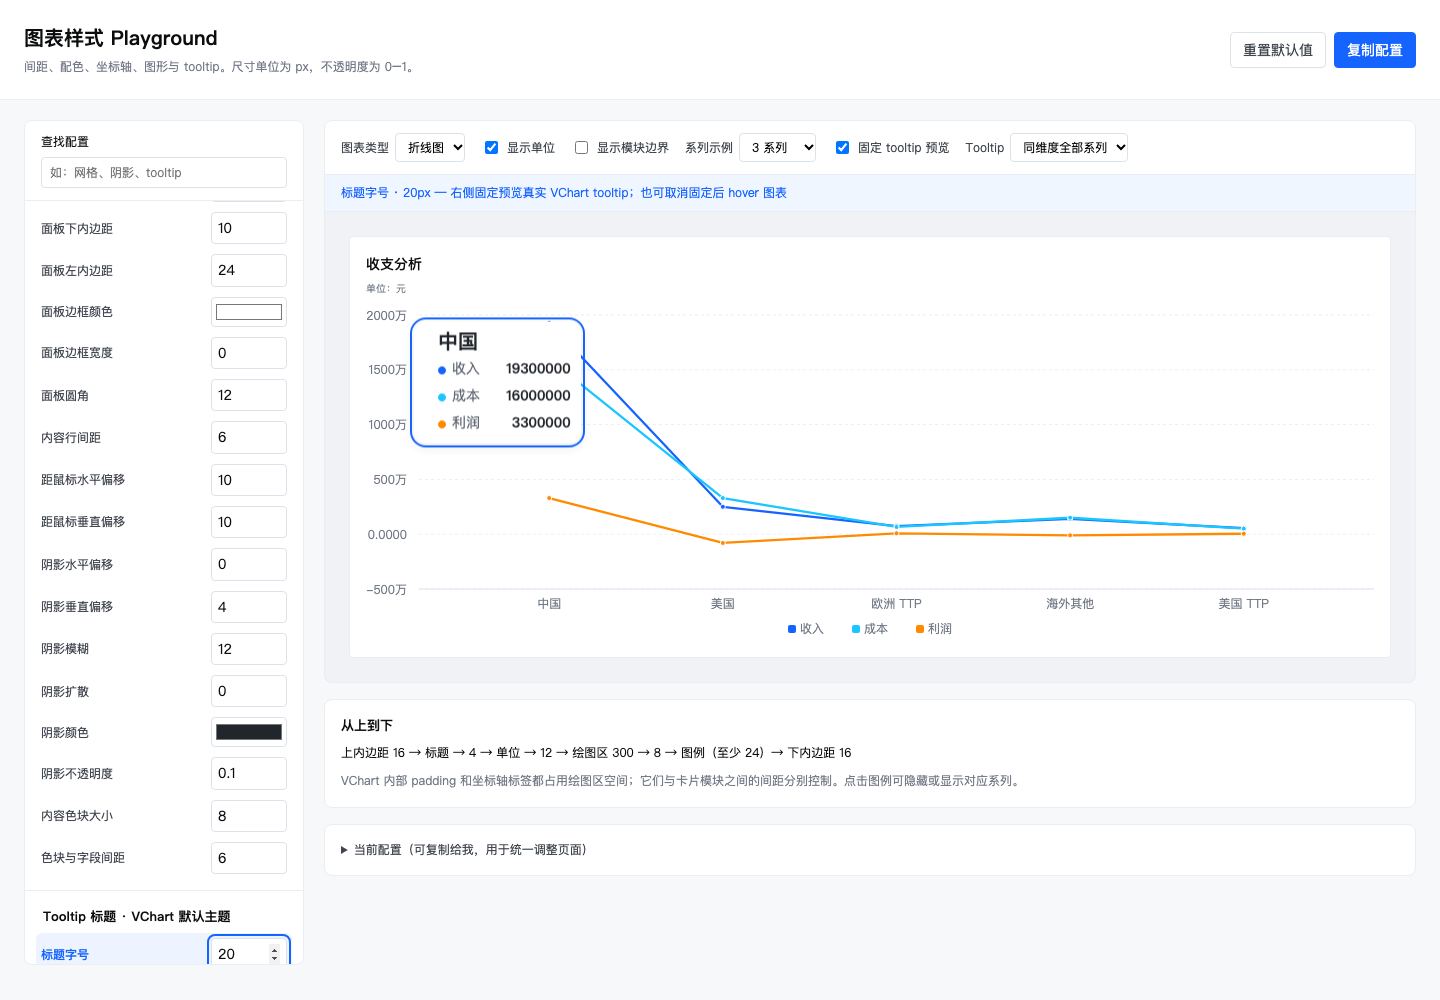 图表样式 Playground
间距、配色、坐标轴、图形与 tooltip。尺寸单位为 px，不透明度为 0—1。
重置默认值
复制配置
查找配置
如：网格、阴影、tooltip
面板下内边距
10
面板左内边距
24
面板边框颜色
面板边框宽度
0
面板圆角
12
内容行间距
6
距鼠标水平偏移
10
距鼠标垂直偏移
10
阴影水平偏移
0
阴影垂直偏移
4
阴影模糊
12
阴影扩散
0
阴影颜色
阴影不透明度
0.1
内容色块大小
8
色块与字段间距
6
Tooltip 标题 · VChart 默认主题
标题字号
20
图表类型 折线图 显示单位 显示模块边界 系列示例 3 系列 固定 tooltip 预览 Tooltip 同维度全部系列
标题字号 · 20px — 右侧固定预览真实 VChart tooltip；也可取消固定后 hover 图表
收支分析
单位：元
2000万
1500万
1000万
500万
0.0000
-500万
中国
收入 19300000
成本 16000000
利润 3300000
中国 美国 欧洲 TTP 海外其他 美国 TTP
收入 成本 利润
从上到下
上内边距 16 → 标题 → 4 → 单位 → 12 → 绘图区 300 → 8 → 图例（至少 24）→ 下内边距 16
VChart 内部 padding 和坐标轴标签都占用绘图区空间；它们与卡片模块之间的间距分别控制。点击图例可隐藏或显示对应系列。
▶ 当前配置（可复制给我，用于统一调整页面）